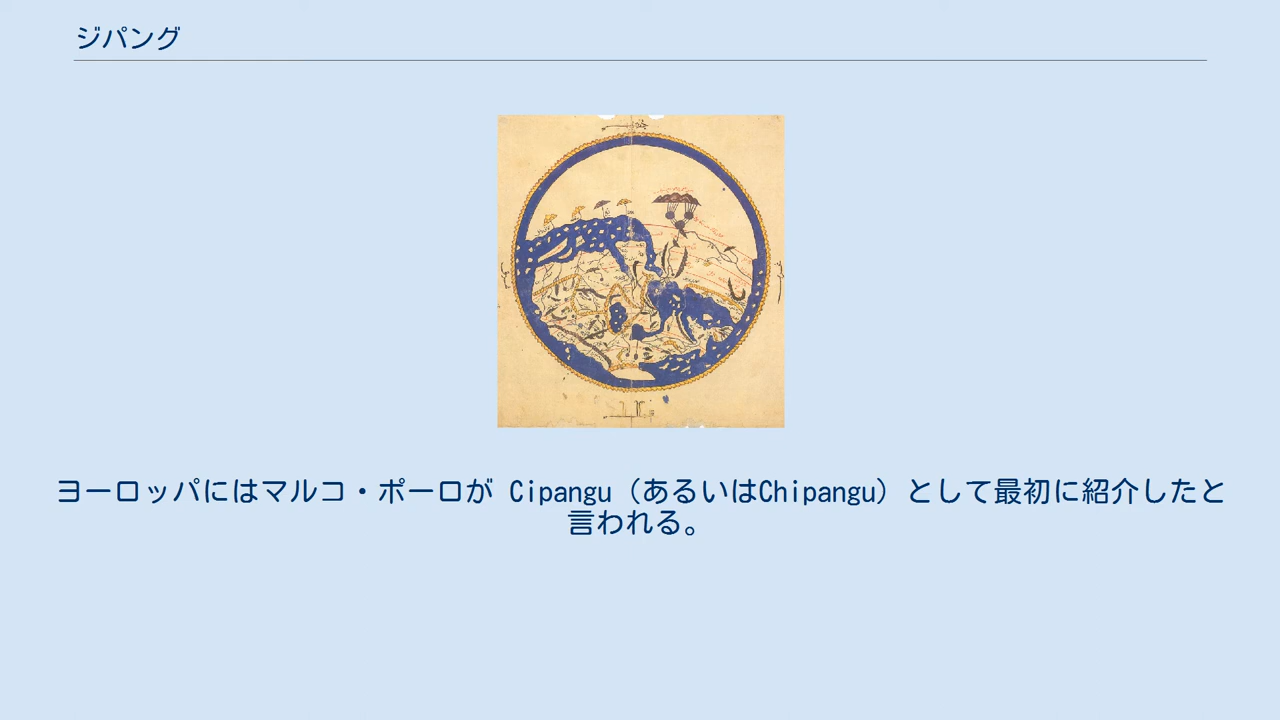 ジパング
ヨーロッパにはマルコ・ポーロが Cipangu（あるいはChipangu）として最初に紹介したと
言われる。